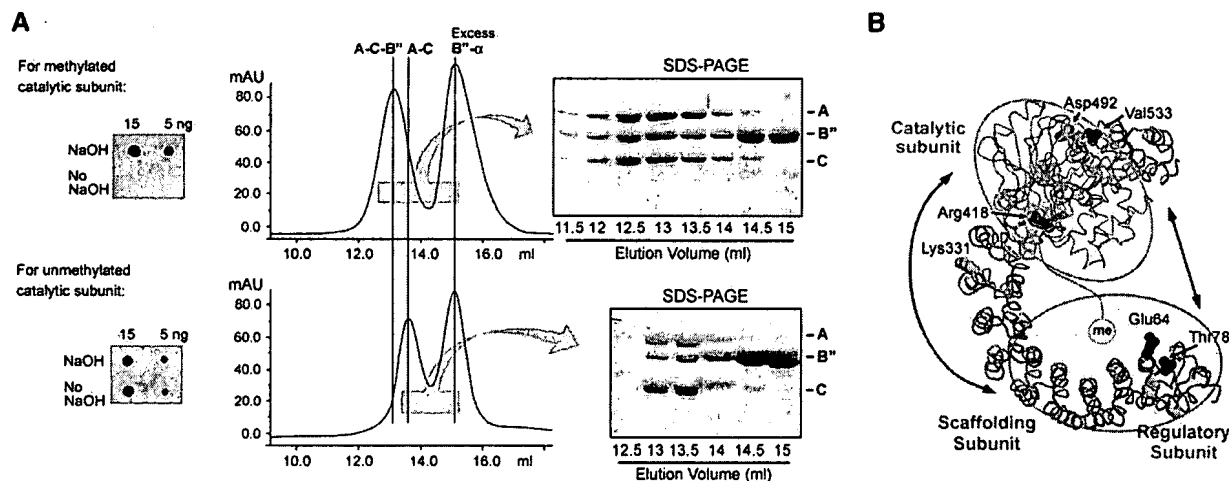 A
For methylated
catalytic subunit:
15 5 ng
NaOH
No
NaOH
A-C-B" A-C
Excess
B"-α
mAU
80.0
60.0
40.0
20.0
0.0
10.0 12.0 14.0 16.0 ml
SDS-PAGE
A
B"
C
11.5 12 12.5 13 13.5 14 14.5 15
Elution Volume (ml)
For unmethylated
catalytic subunit:
15 5 ng
NaOH
No
NaOH
mAU
80.0
60.0
40.0
20.0
0.0
10.0 12.0 14.0 16.0 ml
SDS-PAGE
A
B"
C
12.5 13 13.5 14 14.5 15
Elution Volume (ml)
B
Catalytic
subunit
Asp492
Val533
Arg418
Lys331
me
Glu64
Thr78
Scaffolding
Subunit
Regulatory
Subunit